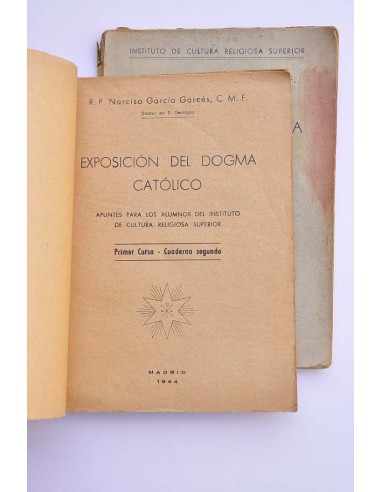 INSTITUTO DE CULTURA RELIGIOSA SUPERIOR
R. P. Narciso García Garcés, C. M. F.
Doctor en S. Teología
EXPOSICIÓN DEL DOGMA
CATÓLICO
APUNTES PARA LOS ALUMNOS DEL INSTITUTO
DE CULTURA RELIGIOSA SUPERIOR
Primer Curso - Cuaderno segundo
MADRID
1944
A